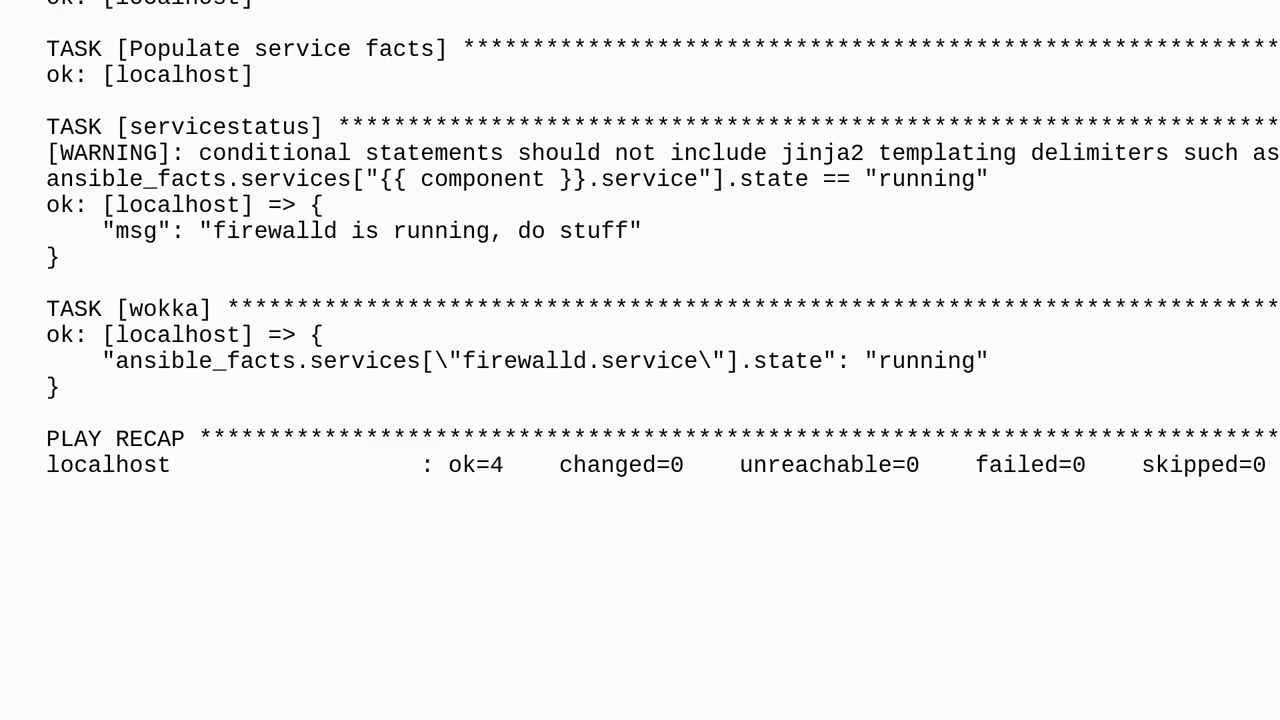 ok: [localhost]
TASK [Populate service facts] ***********************************************************
ok: [localhost]
TASK [servicestatus] ********************************************************************
[WARNING]: conditional statements should not include jinja2 templating delimiters such as
ansible_facts.services["{{ component }}.service"].state == "running"
ok: [localhost] => {
    "msg": "firewalld is running, do stuff"
}
TASK [wokka] ****************************************************************************
ok: [localhost] => {
    "ansible_facts.services[\"firewalld.service\"].state": "running"
}
PLAY RECAP ******************************************************************************
localhost                  : ok=4    changed=0    unreachable=0    failed=0    skipped=0